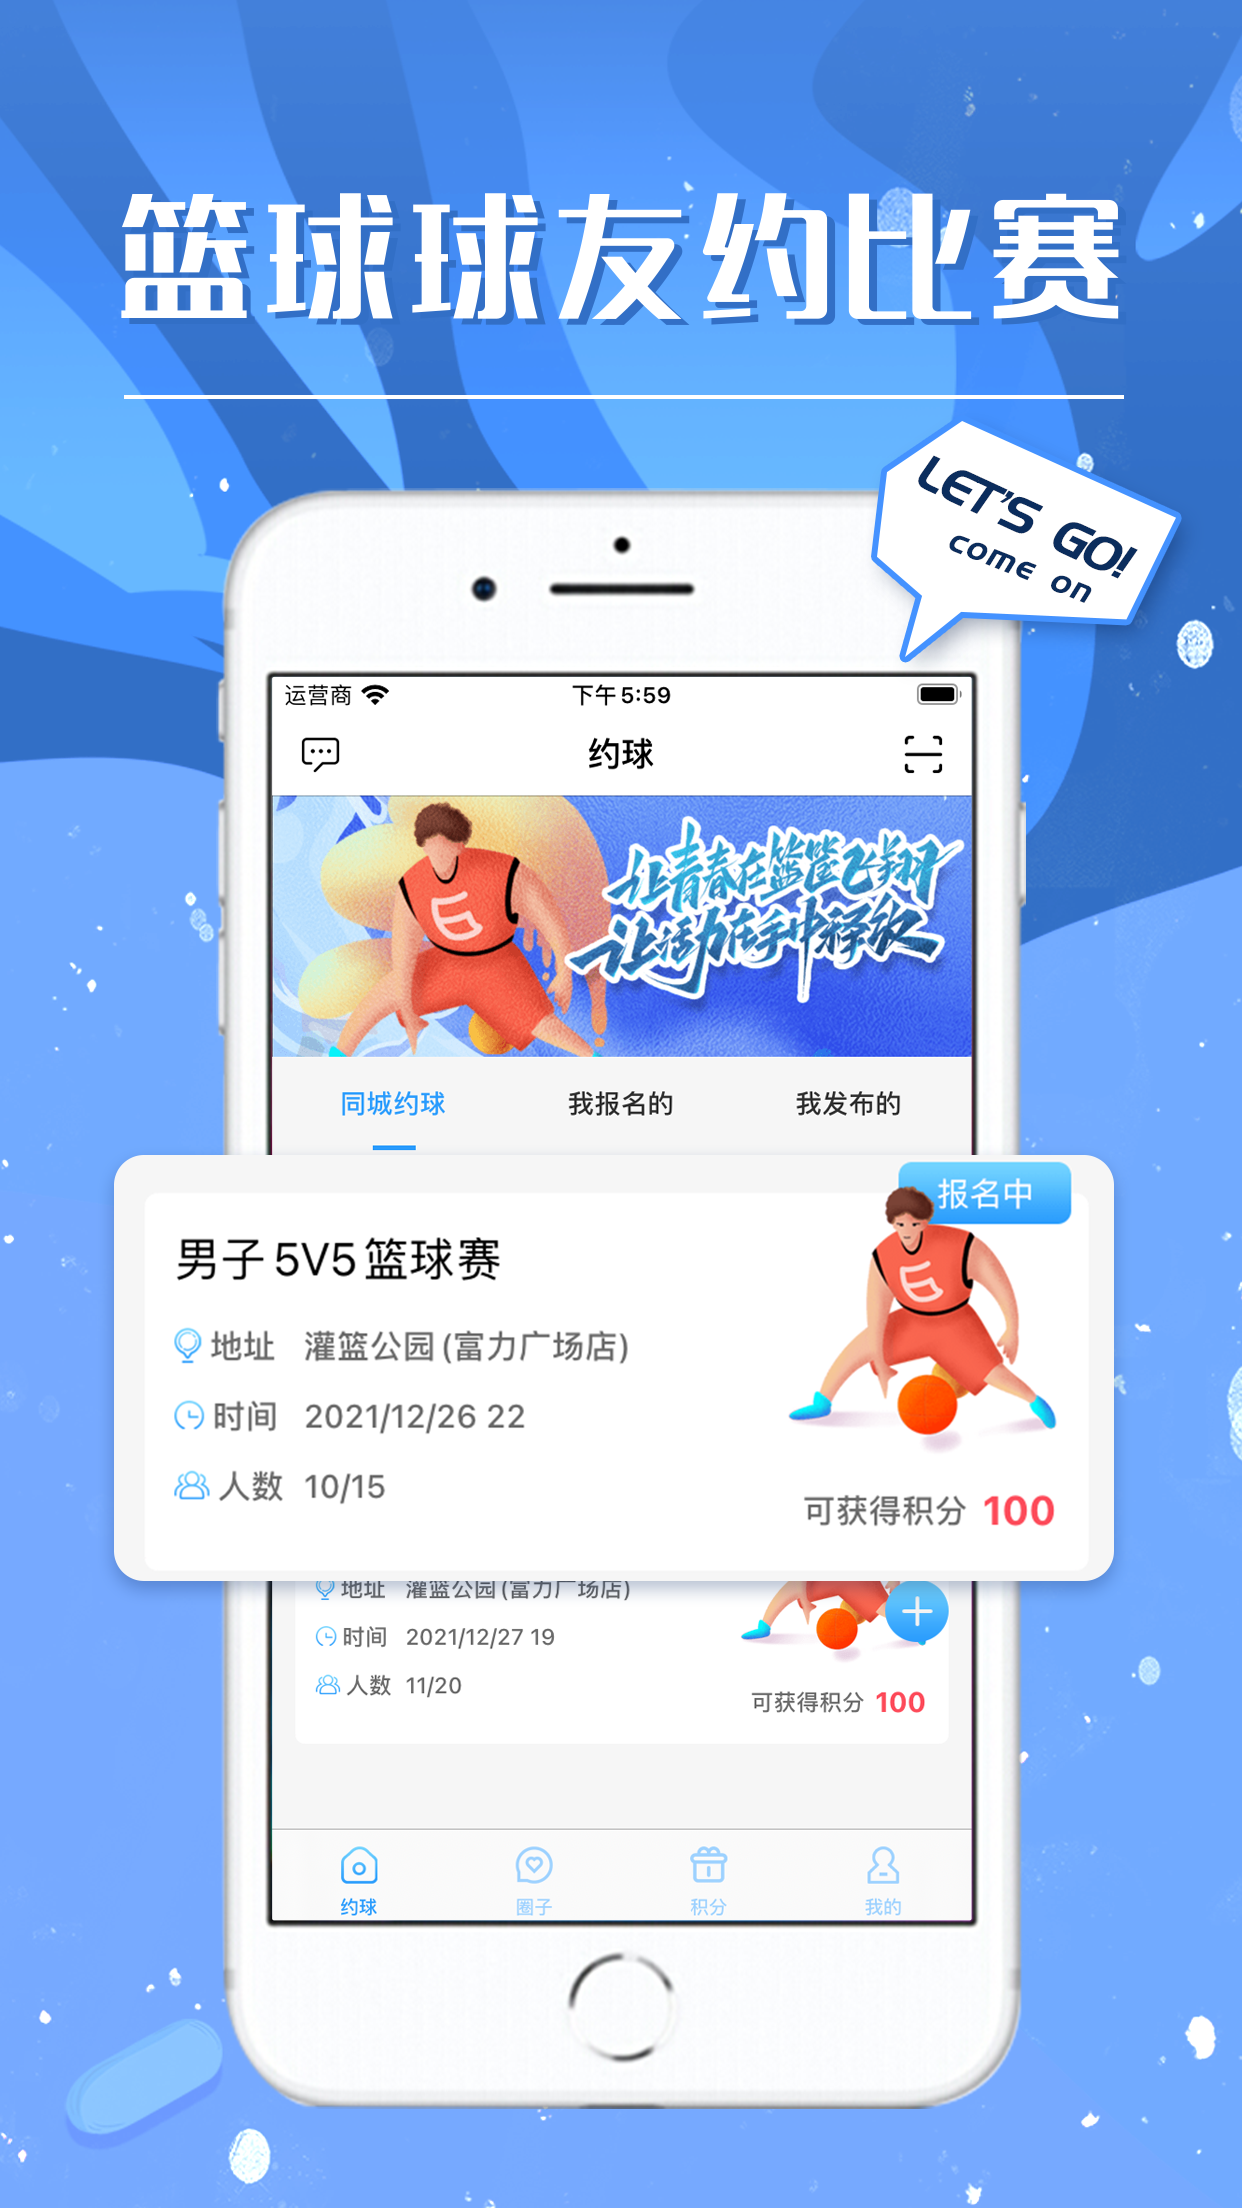 篮球球友约比赛
LET'S GO!
come on
运营商 下午5:59
约球
让青春在篮筐飞翔
让活力在手中释放
同城约球 我报名的 我发布的
报名中
男子5V5篮球赛
地址 灌篮公园(富力广场店)
时间 2021/12/26 22
人数 10/15
可获得积分 100
地址 灌篮公园(富力广场店)
时间 2021/12/27 19
人数 11/20
可获得积分 100
约球 圈子 积分 我的